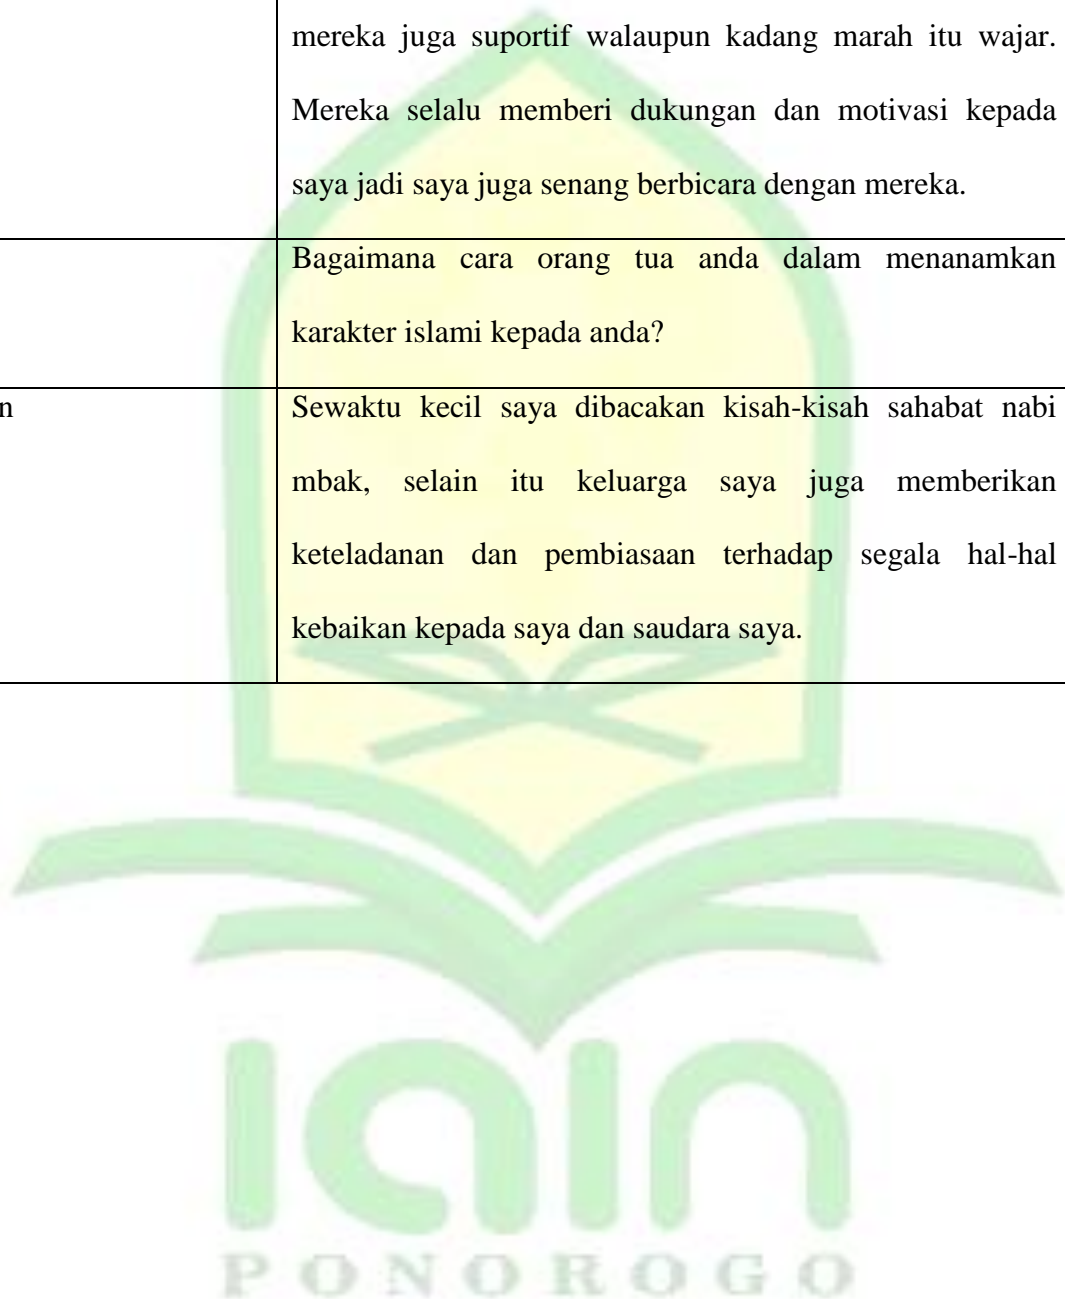 mereka juga suportif walaupun kadang marah itu wajar.
Mereka selalu memberi dukungan dan motivasi kepada
saya jadi saya juga senang berbicara dengan mereka.
Bagaimana cara orang tua anda dalam menanamkan
karakter islami kepada anda?
n
Sewaktu kecil saya dibacakan kisah-kisah sahabat nabi
mbak, selain itu keluarga saya juga memberikan
keteladanan dan pembiasaan terhadap segala hal-hal
kebaikan kepada saya dan saudara saya.
iain
PONOROGO